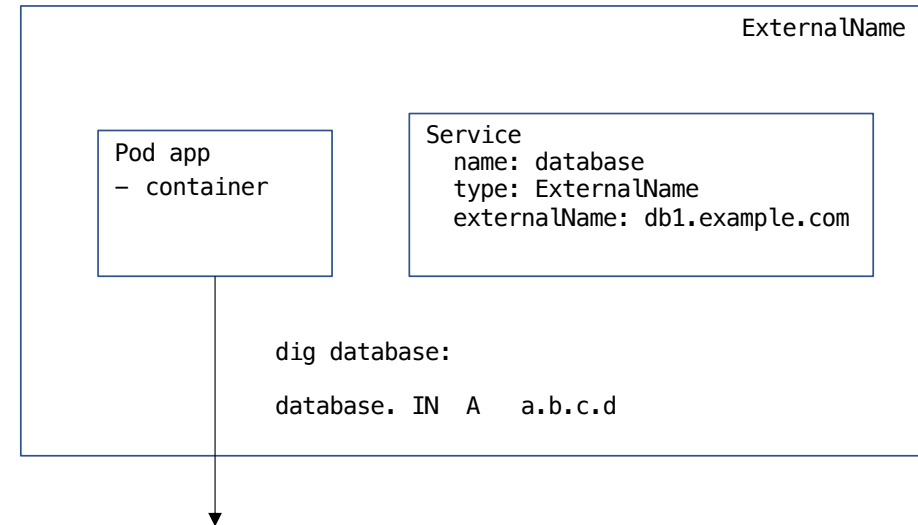 ExternalName
Pod app
– container
Service
name: database
type: ExternalName
externalName: db1.example.com
dig database:
database. IN A a.b.c.d